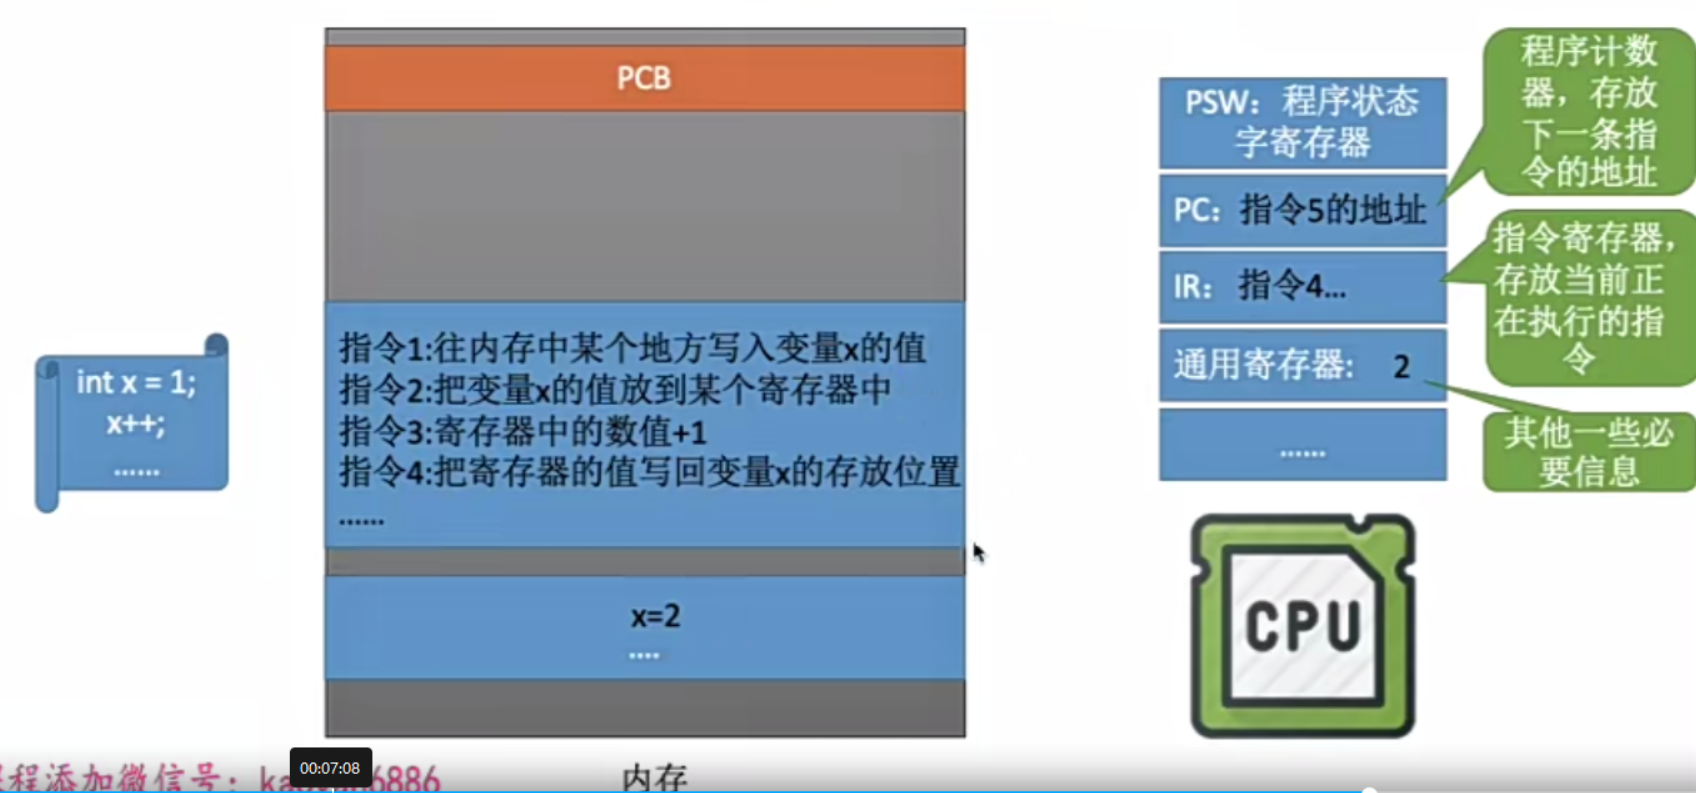 PCB
int x = 1;
x++;
……
指令1:往内存中某个地方写入变量x的值
指令2:把变量x的值放到某个寄存器中
指令3:寄存器中的数值+1
指令4:把寄存器的值写回变量x的存放位置
……
x=2
....
内存
PSW：程序状态
字寄存器
PC：指令5的地址
IR：指令4...
通用寄存器: 2
……
程序计数
器，存放
下一条指
令的地址
指令寄存器，
存放当前正
在执行的指
令
其他一些必
要信息
CPU
程添加微信号：
6886
00:07:08